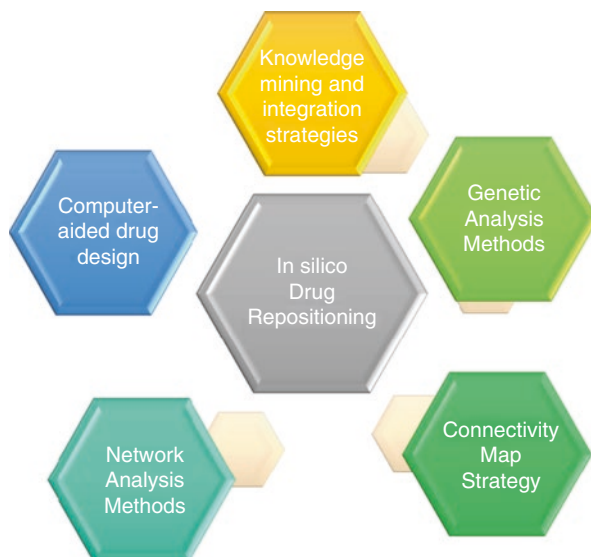 Knowledge
mining and
integration
strategies
Computer-
aided drug
design
Genetic
Analysis
Methods
In silico
Drug
Repositioning
Network
Analysis
Methods
Connectivity
Map
Strategy